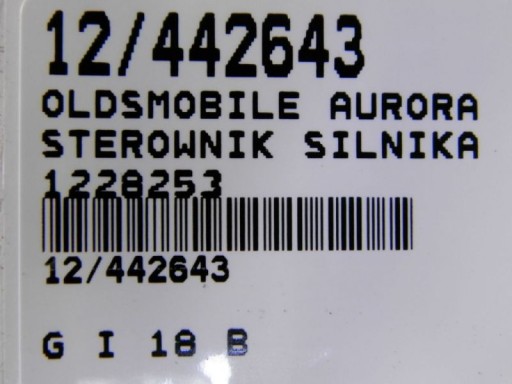 12/442643
OLDSMOBILE AURORA
STEROWNIK SILNIKA
1228253
12/442643
G I 18 B